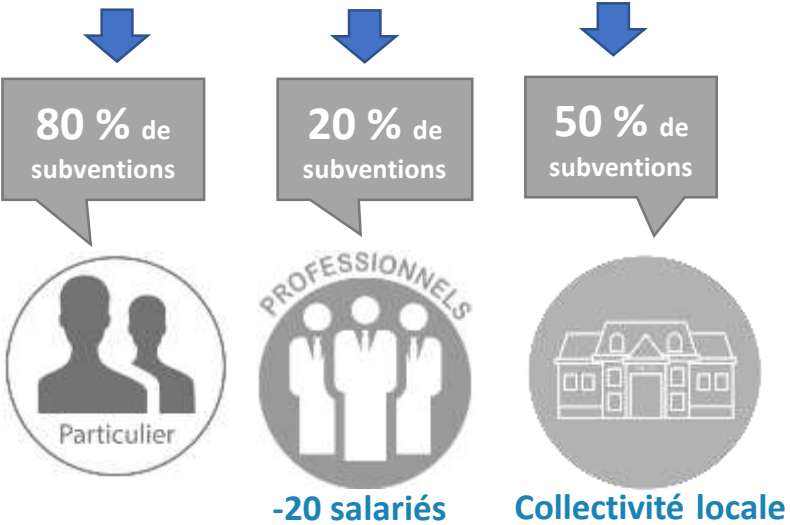 80 % de
subventions
20 % de
subventions
50 % de
subventions
Particulier
PROFESSIONNELS
-20 salariés
Collectivité locale